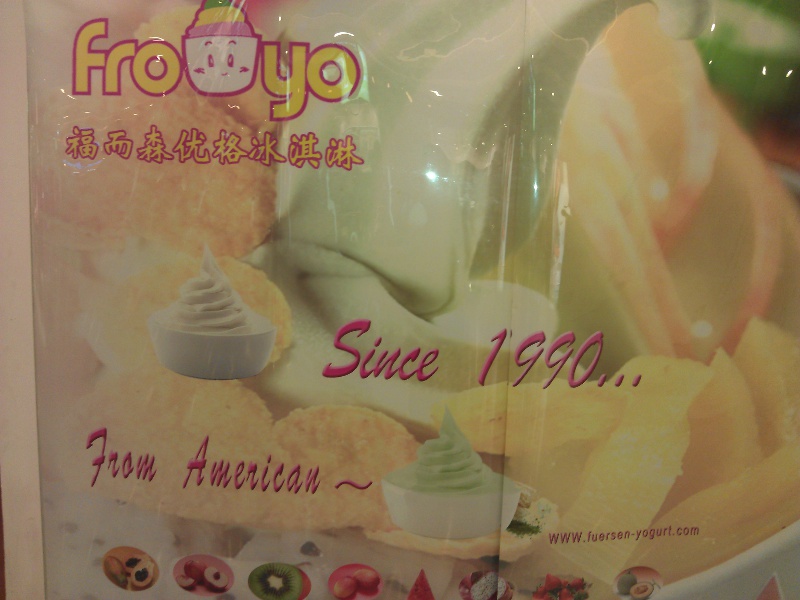 froyo
福而森优格冰淇淋
Since 1990...
From American ~
www.fuersen-yogurt.com